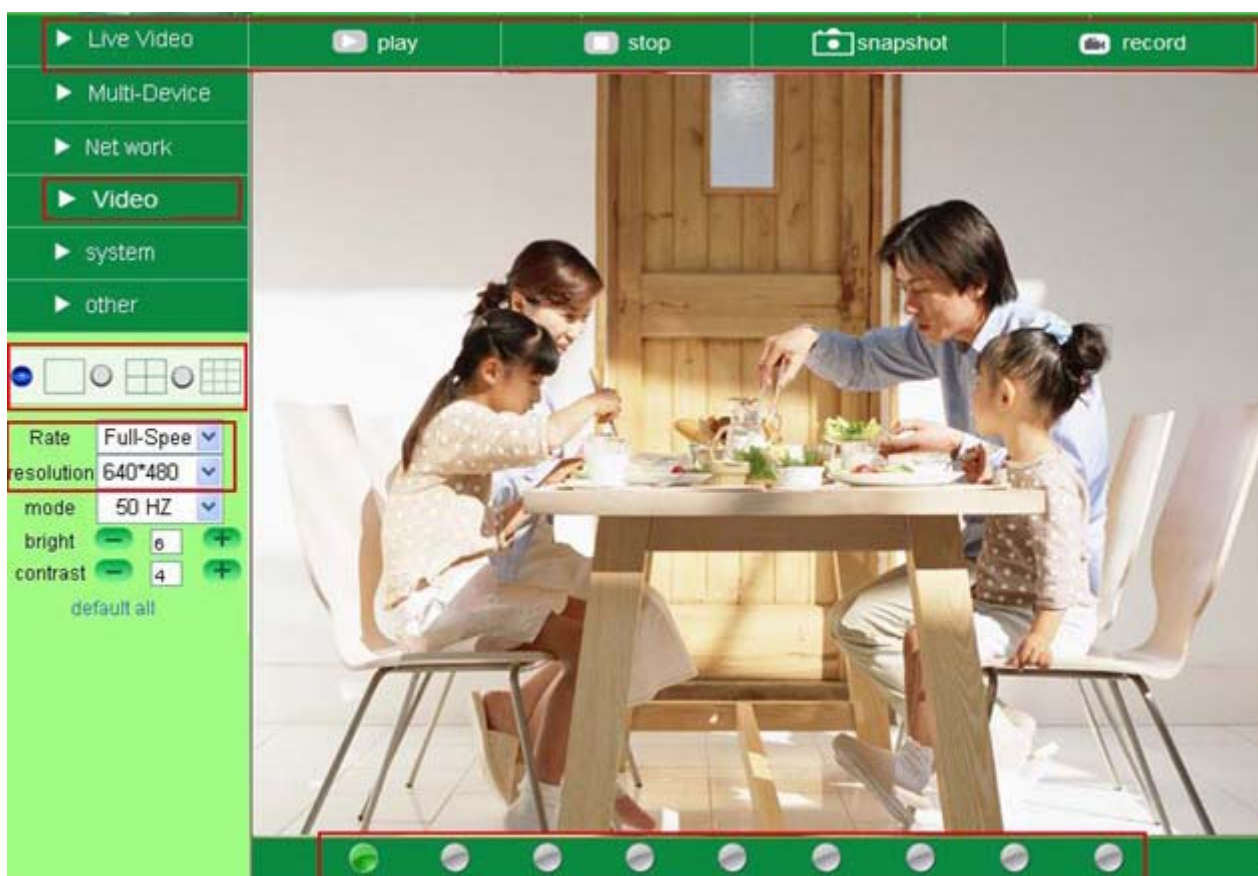 Live Video
play
stop
snapshot
record
Multi-Device
Net work
Video
system
other
Rate Full-Spee
resolution 640*480
mode 50 HZ
bright 6
contrast 4
default all